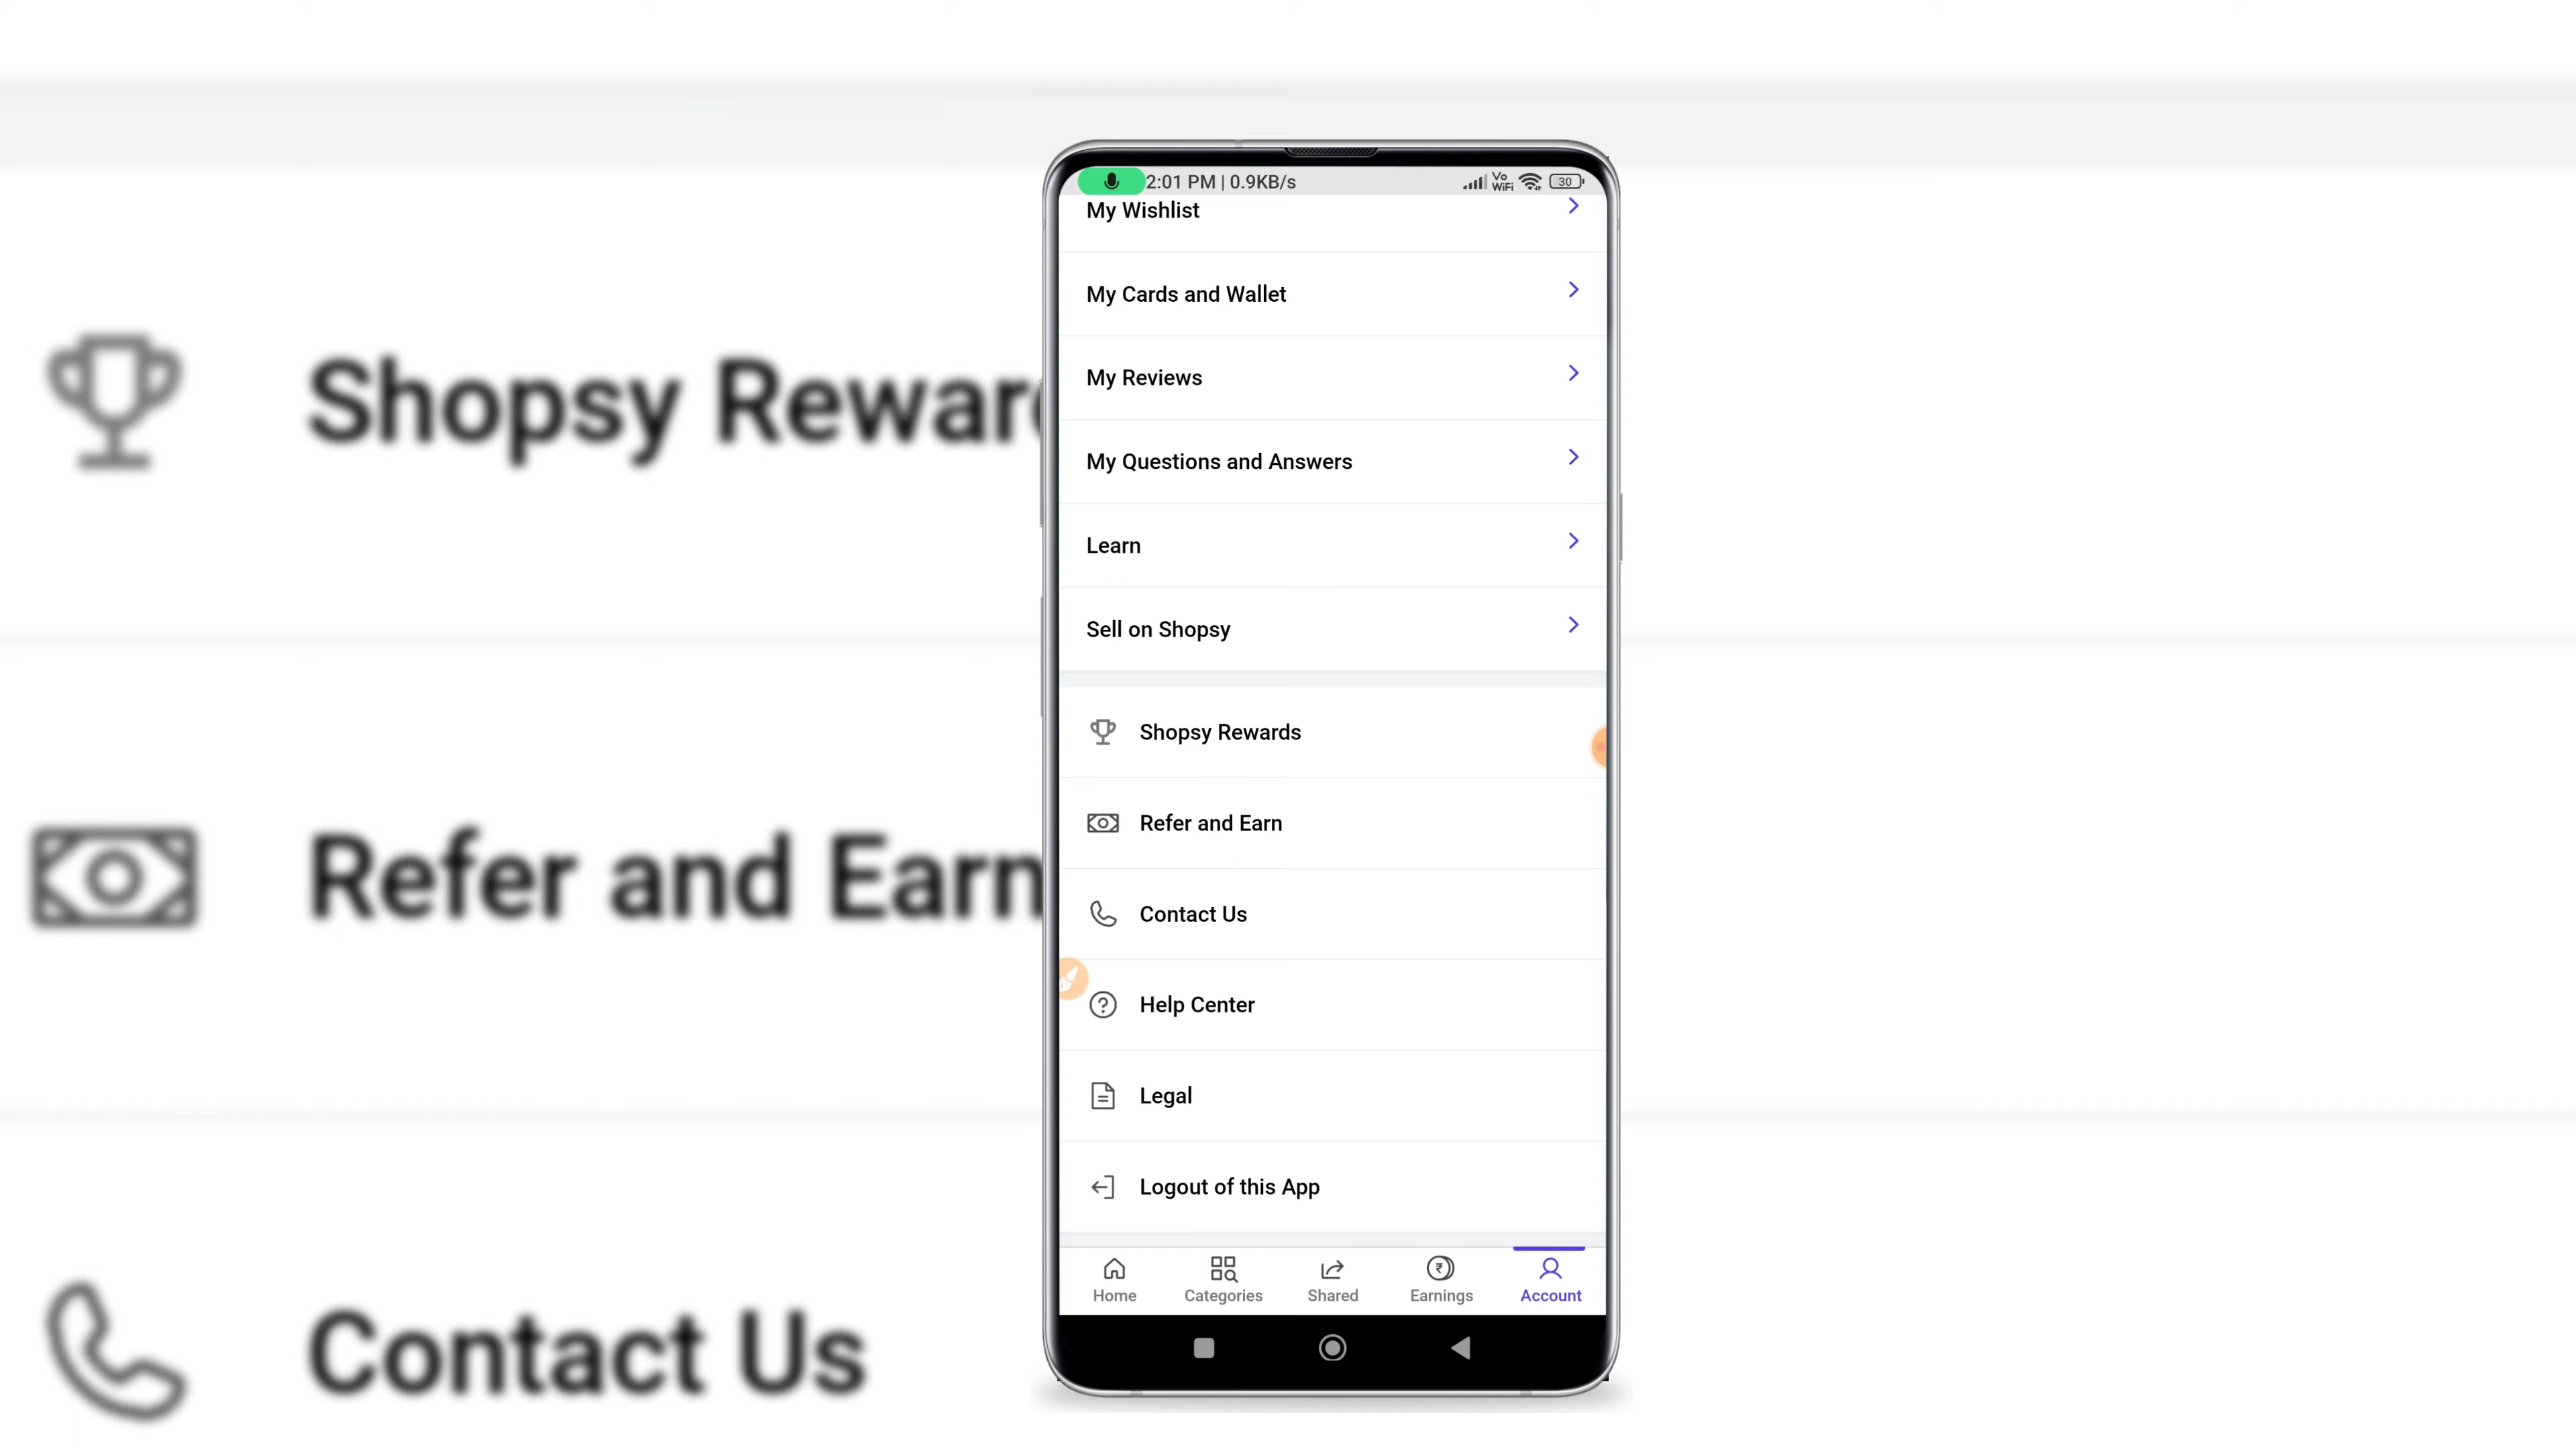 2:01 PM | 0.9KB/s Vo WiFi 30
My Wishlist
My Cards and Wallet
My Reviews
My Questions and Answers
Learn
Sell on Shopsy
Shopsy Rewards
Refer and Earn
Contact Us
Help Center
Legal
Logout of this App
Home Categories Shared Earnings Account
Shopsy Reward
Refer and Earn
Contact Us